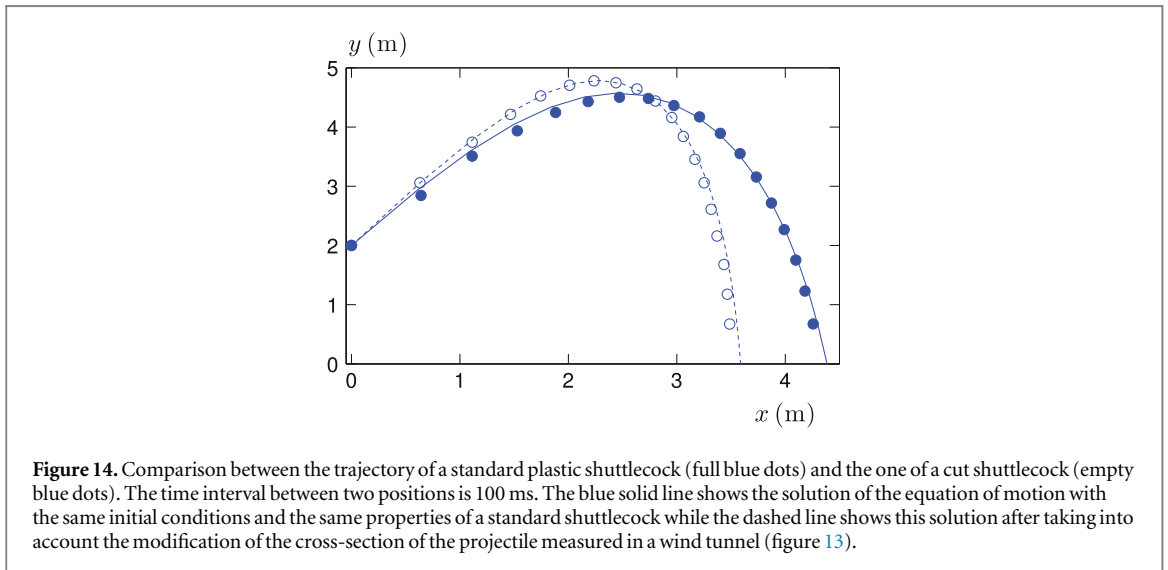 y (m)
5
4
3
2
1
0
0 1 2 3 4
x (m)
Figure 14. Comparison between the trajectory of a standard plastic shuttlecock (full blue dots) and the one of a cut shuttlecock (empty
blue dots). The time interval between two positions is 100 ms. The blue solid line shows the solution of the equation of motion with
the same initial conditions and the same properties of a standard shuttlecock while the dashed line shows this solution after taking into
account the modification of the cross-section of the projectile measured in a wind tunnel (figure 13).